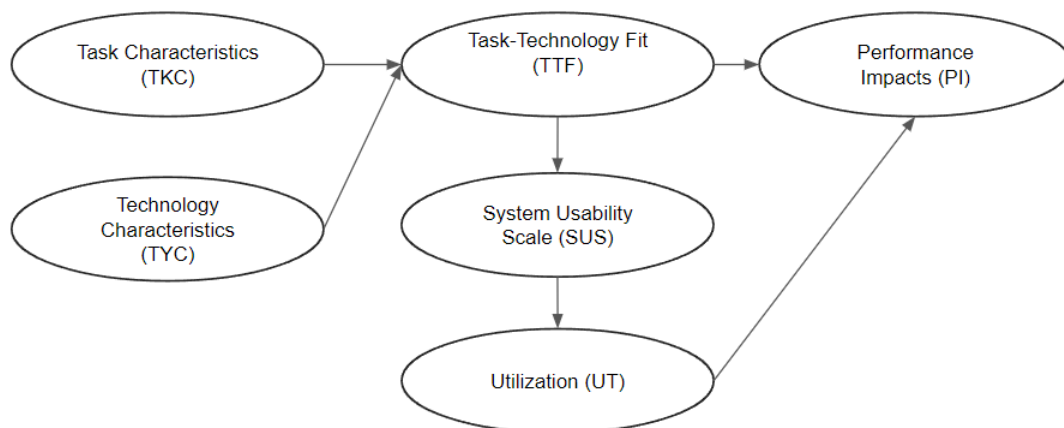 Task Characteristics
(TKC)
Task-Technology Fit
(TTF)
Performance
Impacts (PI)
Technology
Characteristics
(TYC)
System Usability
Scale (SUS)
Utilization (UT)